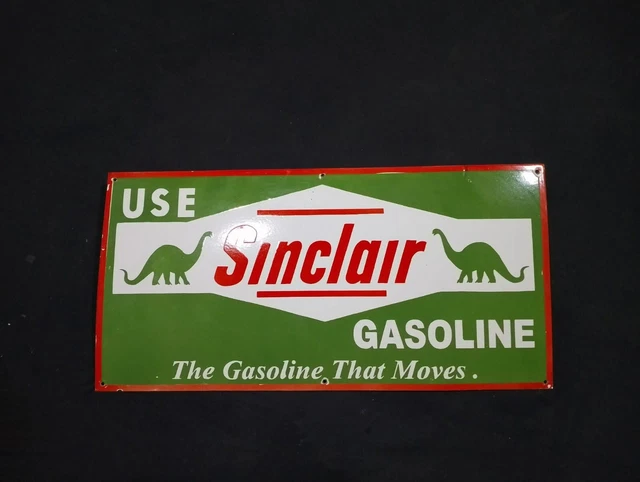 USE
Sinclair
GASOLINE
The Gasoline That Moves .